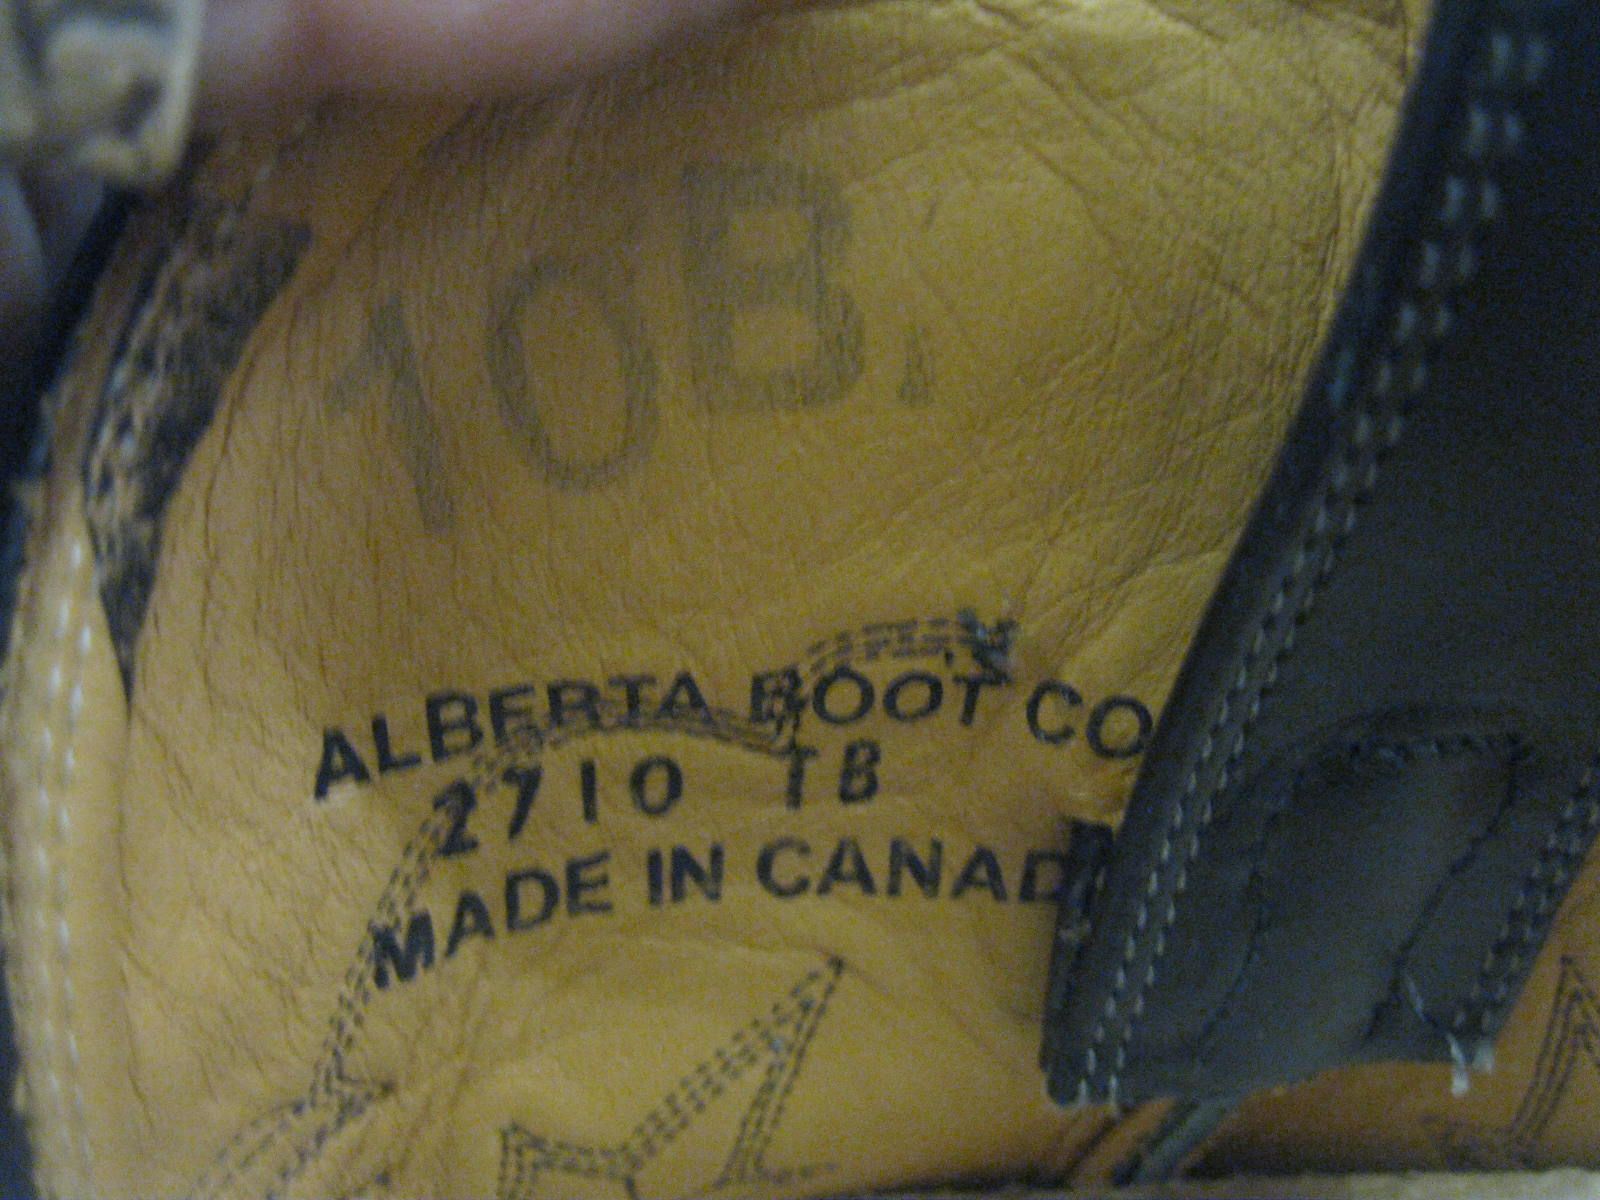 10B
ALBERTA BOOT CO
2710 TB
MADE IN CANAD